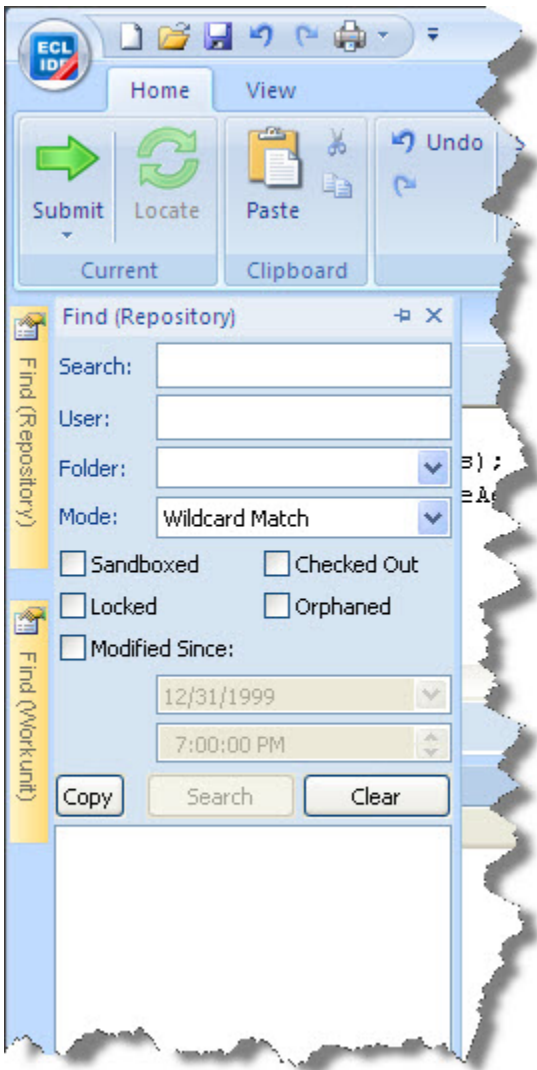 ECL
IDE
Home View
Undo
Submit Locate Paste
Current Clipboard
Find (Repository)
Find (Repository)
Search:
User:
Folder:
Mode: Wildcard Match
Sandboxed Checked Out
Locked Orphaned
Find (Workunit)
Modified Since:
12/31/1999
7:00:00 PM
Copy Search Clear